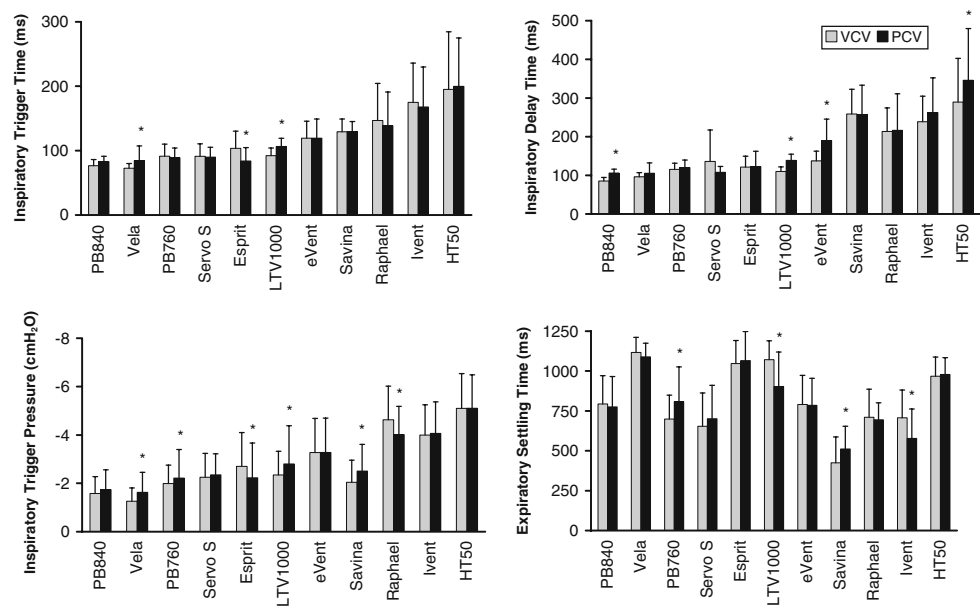 Inspiratory Trigger Time (ms)
300
200
100
0
* * *
PB840 Vela PB760 Servo S Esprit LTV1000 eVent Savina Raphael Ivent HT50
Inspiratory Delay Time (ms)
500
400
300
200
100
0
VCV PCV
* * * *
PB840 Vela PB760 Servo S Esprit LTV1000 eVent Savina Raphael Ivent HT50
Inspiratory Trigger Pressure (cmH₂O)
-8
-6
-4
-2
0
* * * * * *
PB840 Vela PB760 Servo S Esprit LTV1000 eVent Savina Raphael Ivent HT50
Expiratory Settling Time (ms)
1250
1000
750
500
250
0
* * * *
PB840 Vela PB760 Servo S Esprit LTV1000 eVent Savina Raphael Ivent HT50